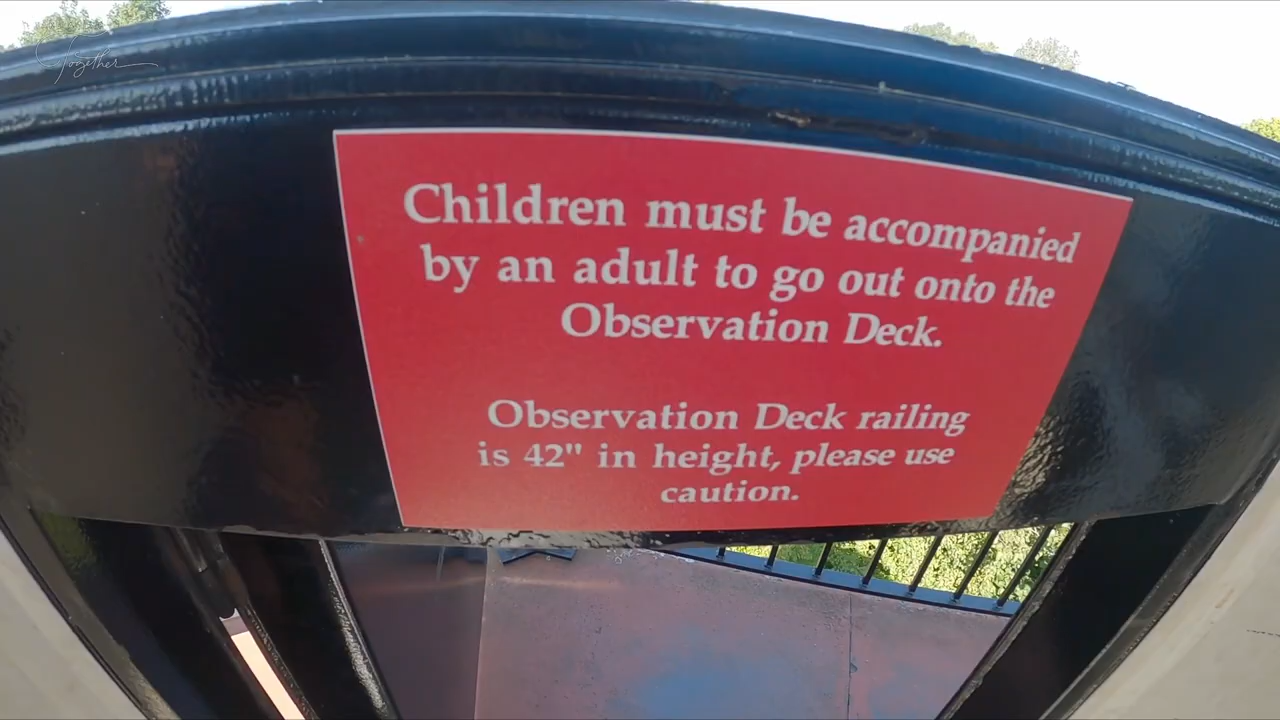 Together
Children must be accompanied
by an adult to go out onto the
Observation Deck.
Observation Deck railing
is 42" in height, please use
caution.